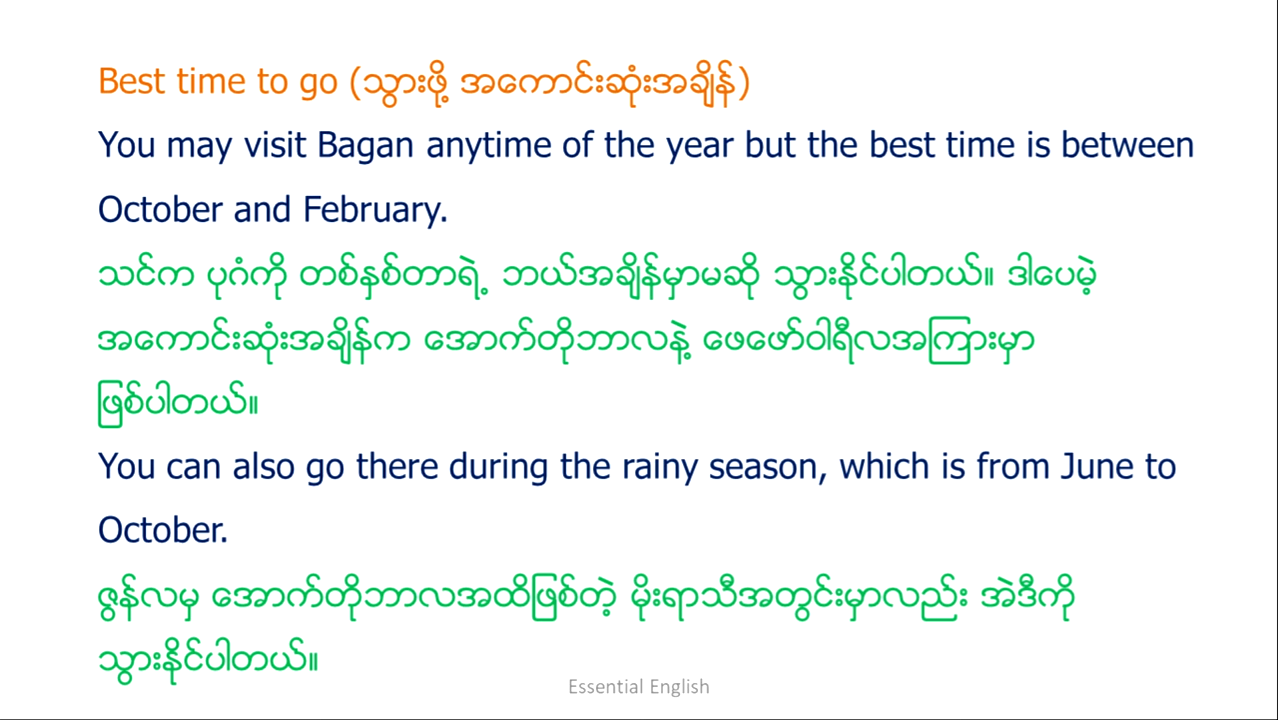 Best time to go (သွားဖို့ အကောင်းဆုံးအချိန်)
You may visit Bagan anytime of the year but the best time is between
October and February.
သင်က ပုဂံကို တစ်နှစ်တာရဲ့ ဘယ်အချိန်မှာမဆို သွားနိုင်ပါတယ်။ ဒါပေမဲ့
အကောင်းဆုံးအချိန်က အောက်တိုဘာလနဲ့ ဖေဖော်ဝါရီလအကြားမှာ
ဖြစ်ပါတယ်။
You can also go there during the rainy season, which is from June to
October.
ဇွန်လမှ အောက်တိုဘာလအထိဖြစ်တဲ့ မိုးရာသီအတွင်းမှာလည်း အဲဒီကို
သွားနိုင်ပါတယ်။
Essential English